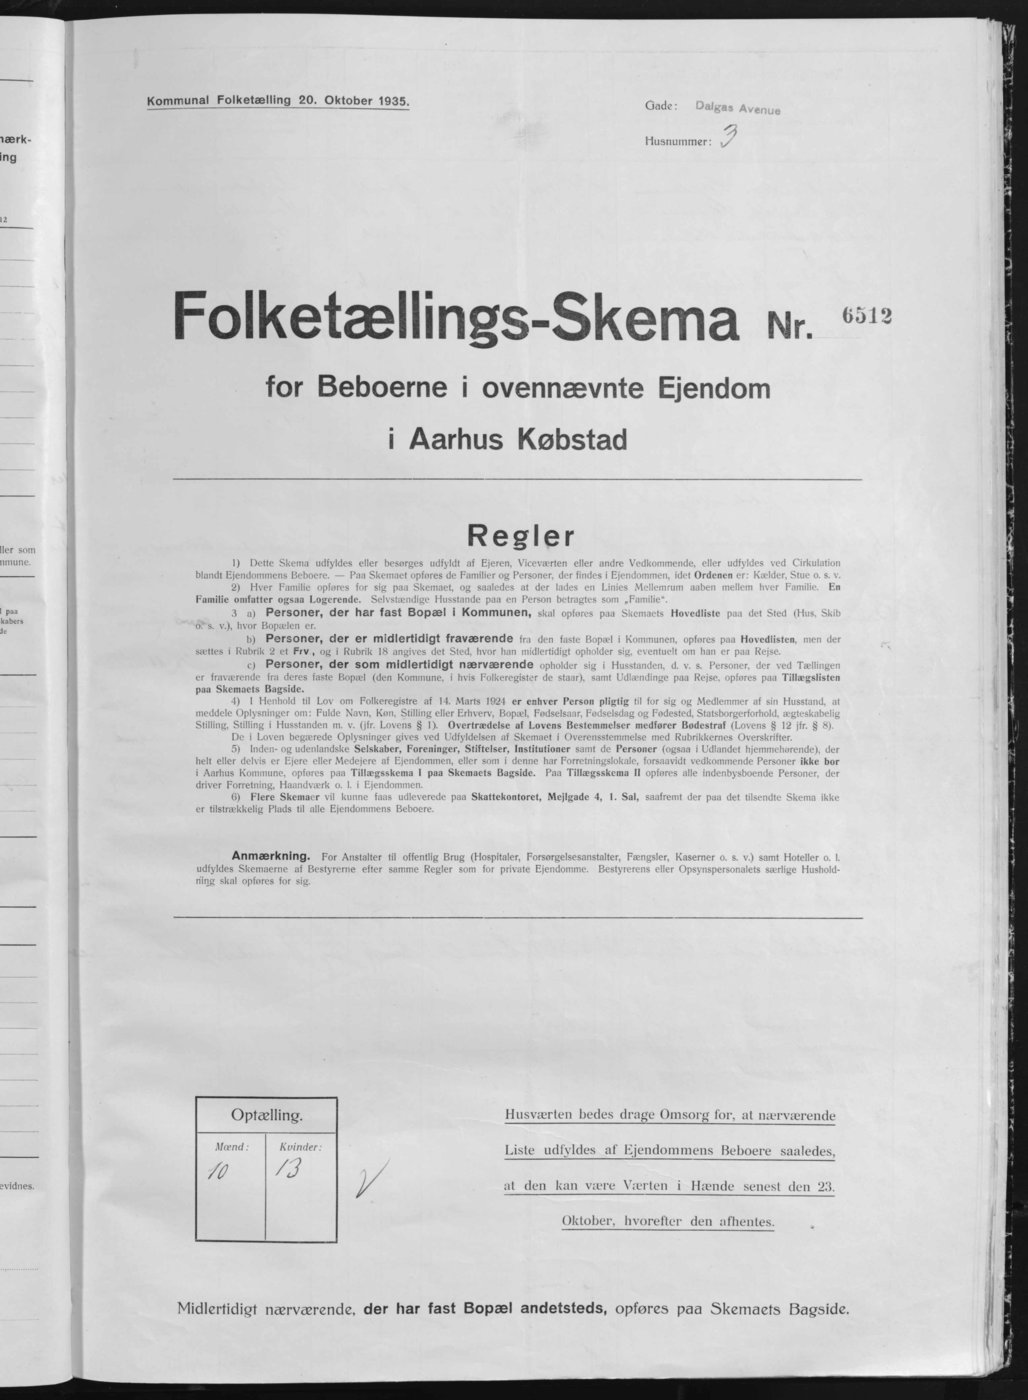 Kommunal Folketælling 20. Oktober 1935.
Gade: Dalgas Avenue
Husnummer: 3
Folketællings-Skema Nr. 6512
for Beboerne i ovennævnte Ejendom
i Aarhus Købstad
Regler
1) Dette Skema udfyldes eller besørges udfyldt af Ejeren, Viceværten eller andre Vedkommende, eller udfyldes ved Cirkulation
blandt Ejendommens Beboere. — Paa Skemaet opføres de Familier og Personer, der findes i Ejendommen, idet Ordenen er: Kælder, Stue o. s. v.
2) Hver Familie opføres for sig paa Skemaet, og saaledes at der lades en Linies Mellemrum aaben mellem hver Familie. En
Familie omfatter ogsaa Logerende. Selvstændige Husstande paa en Person betragtes som „Familie“.
3 a) Personer, der har fast Bopæl i Kommunen, skal opføres paa Skemaets Hovedliste paa det Sted (Hus, Skib
o. s. v.), hvor Bopælen er.
b) Personer, der er midlertidigt fraværende fra den faste Bopæl i Kommunen, opføres paa Hovedlisten, men der
sættes i Rubrik 2 et Frv., og i Rubrik 18 angives det Sted, hvor han midlertidigt opholder sig, eventuelt om han er paa Rejse.
c) Personer, der som midlertidigt nærværende opholder sig i Husstanden, d. v. s. Personer, der ved Tællingen
er fraværende fra deres faste Bopæl (den Kommune, i hvis Folkeregister de staar), samt Udlændinge paa Rejse, opføres paa Tillægslisten
paa Skemaets Bagside.
4) I Henhold til Lov om Folkeregistre af 14. Marts 1924 er enhver Person pligtig til for sig og Medlemmer af sin Husstand, at
meddele Oplysninger om: Fulde Navn, Køn, Stilling eller Erhverv, Bopæl, Fødselsaar, Fødselsdag og Fødested, Statsborgerforhold, ægteskabelig
Stilling, Stilling i Husstanden m. v. (jfr. Lovens § 1). Overtrædelse af Lovens Bestemmelser medfører Bødestraf (Lovens § 12 jfr. § 8).
De i Loven begærede Oplysninger gives ved Udfyldelsen af Skemaet i Overensstemmelse med Rubrikkernes Overskrifter.
5) Inden- og udenlandske Selskaber, Foreninger, Stiftelser, Institutioner samt de Personer (ogsaa i Udlandet hjemmehørende), der
helt eller delvis er Ejere eller Medejere af Ejendommen, eller som i denne har Forretningslokale, forsaavidt vedkommende Personer ikke bor
i Aarhus Kommune, opføres paa Tillægsskema I paa Skemaets Bagside. Paa Tillægsskema II opføres alle indenbysboende Personer, der
driver Forretning, Haandværk o. l. i Ejendommen.
6) Flere Skemaer vil kunne faas udleverede paa Skattekontoret, Mejlgade 4, 1. Sal, saafremt der paa det tilsendte Skema ikke
er tilstrækkelig Plads til alle Ejendommens Beboere.
Anmærkning. For Anstalter til offentlig Brug (Hospitaler, Forsørgelsesanstalter, Fængsler, Kaserner o. s. v.) samt Hoteller o. l.
udfyldes Skemaerne af Bestyrerne efter samme Regler som for private Ejendomme. Bestyrerens eller Opsynspersonalets særlige Hushold-
ning skal opføres for sig.
Optælling.
Mænd: Kvinder:
10 13
Husværten bedes drage Omsorg for, at nærværende
Liste udfyldes af Ejendommens Beboere saaledes,
at den kan være Værten i Hænde senest den 23.
Oktober, hvorefter den afhentes.
Midlertidigt nærværende, der har fast Bopæl andetsteds, opføres paa Skemaets Bagside.